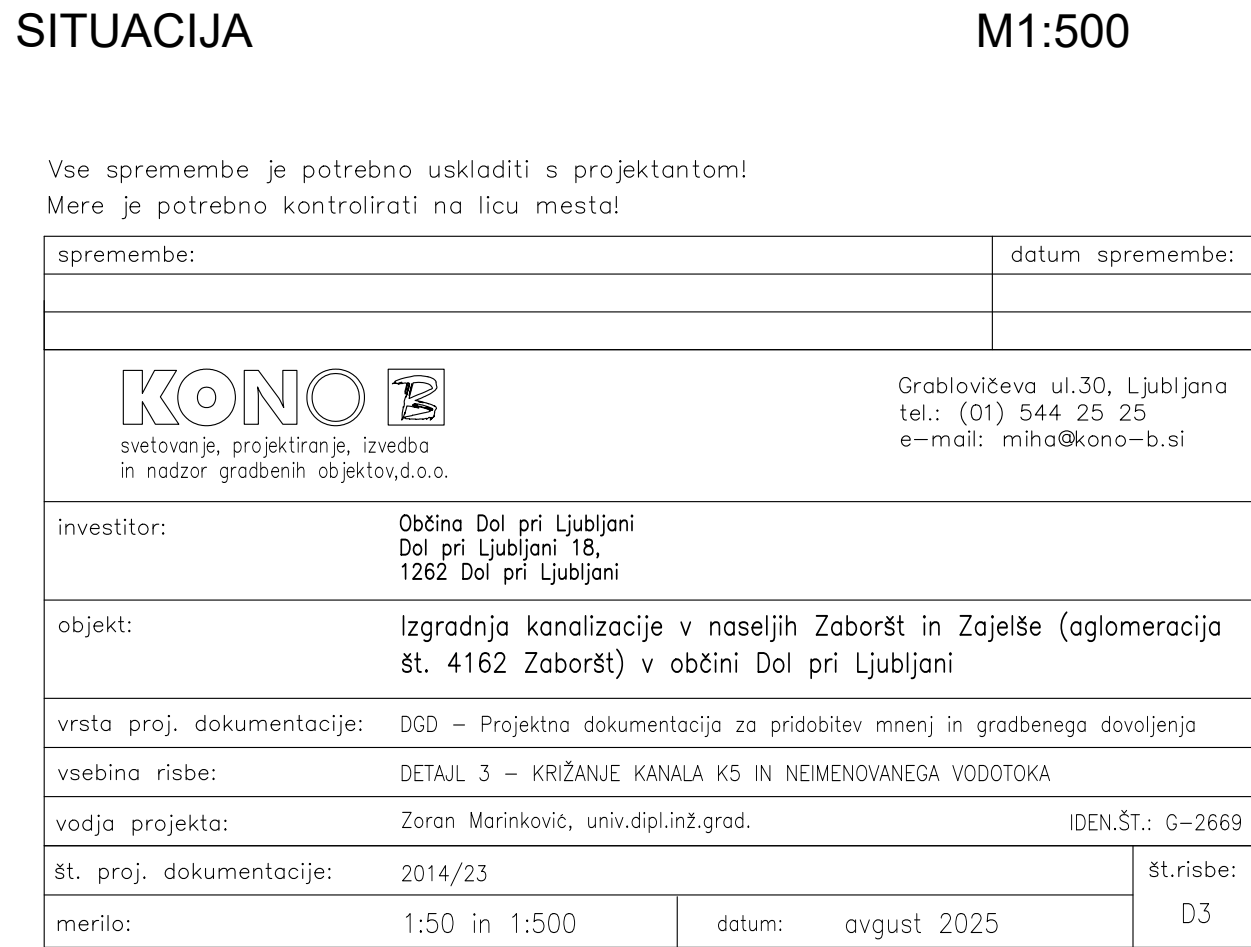 SITUACIJA M1:500
Vse spremembe je potrebno uskladiti s projektantom!
Mere je potrebno kontrolirati na licu mesta!
spremembe: datum spremembe:
KONO B
svetovanje, projektiranje, izvedba
in nadzor gradbenih objektov,d.o.o.
Grablovičeva ul.30, Ljubljana
tel.: (01) 544 25 25
e-mail: miha@kono-b.si
investitor: Občina Dol pri Ljubljani
Dol pri Ljubljani 18,
1262 Dol pri Ljubljani
objekt: Izgradnja kanalizacije v naseljih Zaboršt in Zajelše (aglomeracija
št. 4162 Zaboršt) v občini Dol pri Ljubljani
vrsta proj. dokumentacije: DGD - Projektna dokumentacija za pridobitev mnenj in gradbenega dovoljenja
vsebina risbe: DETAJL 3 - KRIŽANJE KANALA K5 IN NEIMENOVANEGA VODOTOKA
vodja projekta: Zoran Marinković, univ.dipl.inž.grad. IDEN.ŠT.: G-2669
št. proj. dokumentacije: 2014/23 št.risbe:
merilo: 1:50 in 1:500 datum: avgust 2025 D3